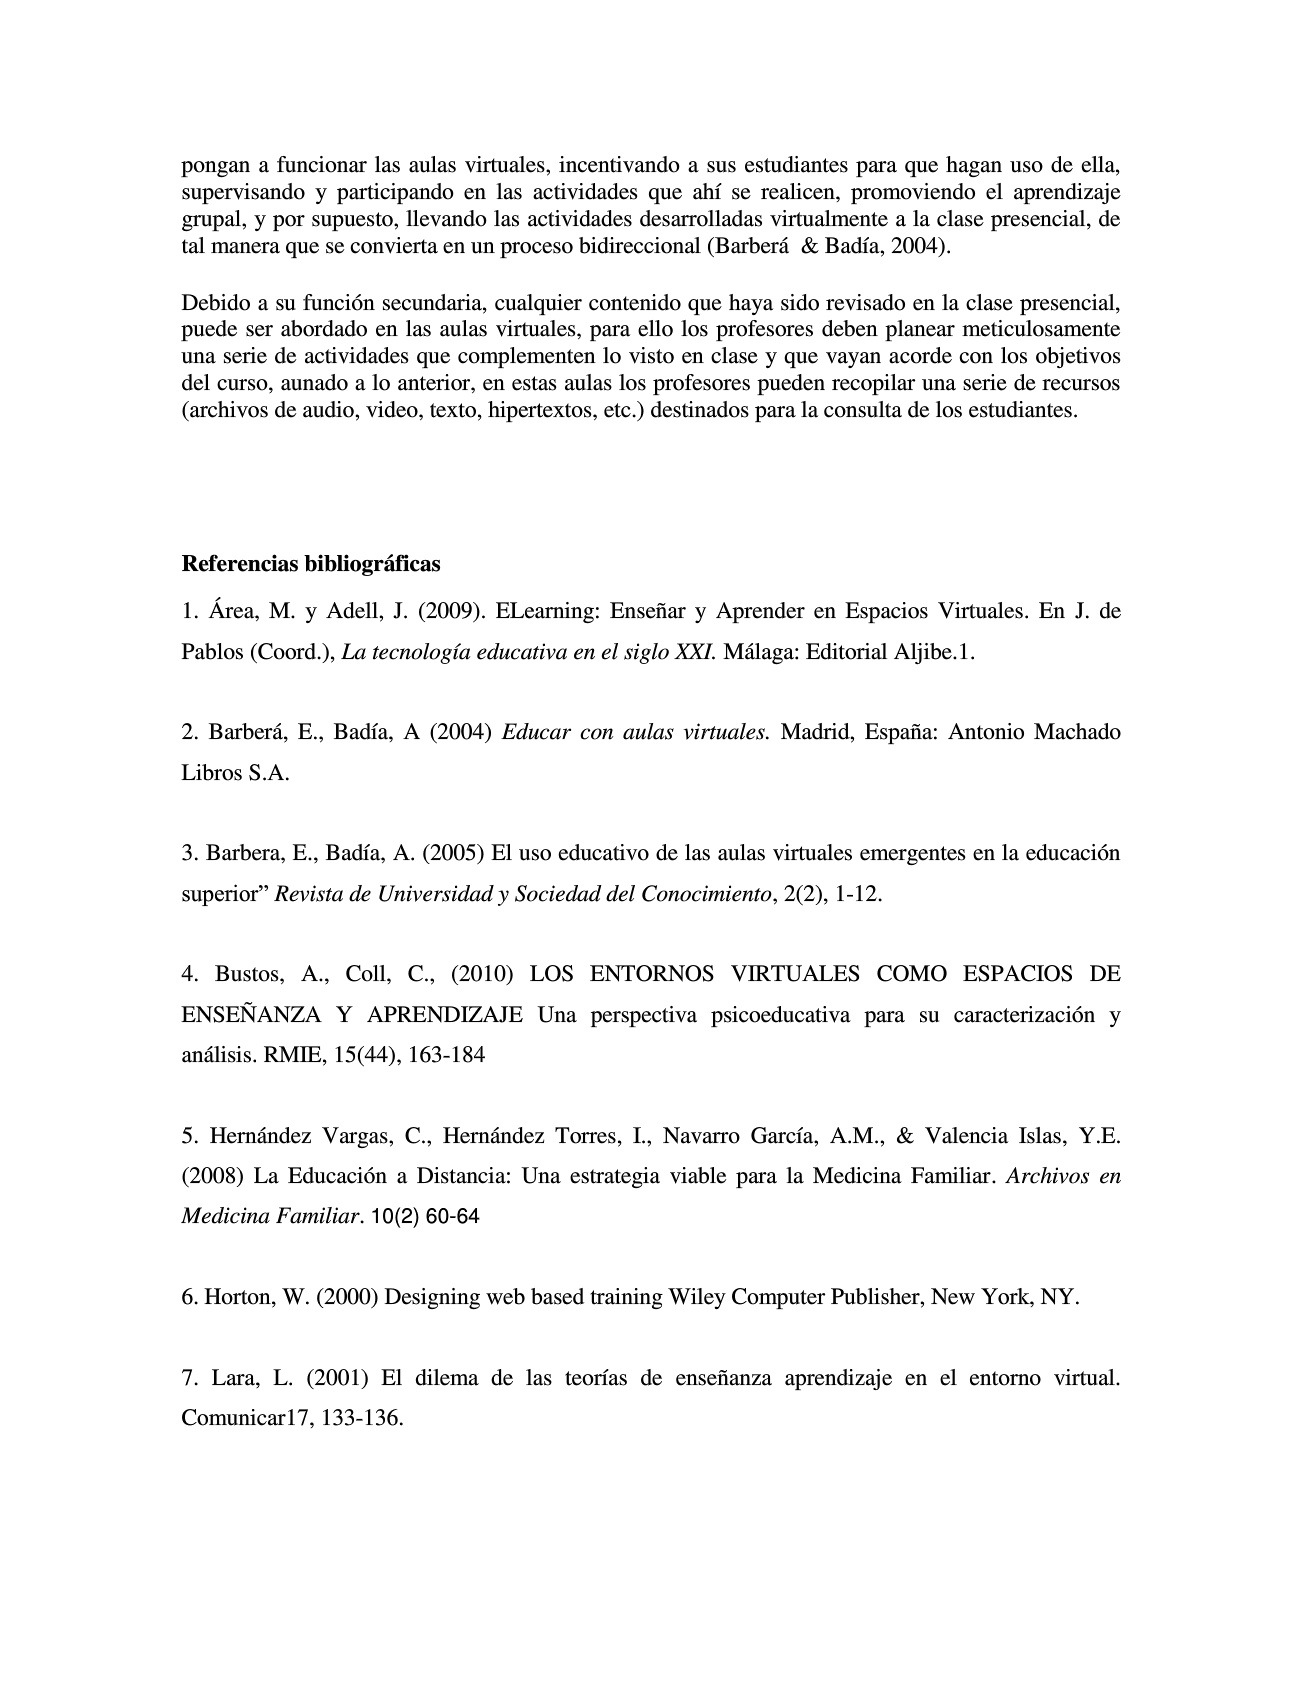 pongan a funcionar las aulas virtuales, incentivando a sus estudiantes para que hagan uso de ella,
supervisando y participando en las actividades que ahí se realicen, promoviendo el aprendizaje
grupal, y por supuesto, llevando las actividades desarrolladas virtualmente a la clase presencial, de
tal manera que se convierta en un proceso bidireccional (Barberá  & Badía, 2004).
Debido a su función secundaria, cualquier contenido que haya sido revisado en la clase presencial,
puede ser abordado en las aulas virtuales, para ello los profesores deben planear meticulosamente
una serie de actividades que complementen lo visto en clase y que vayan acorde con los objetivos
del curso, aunado a lo anterior, en estas aulas los profesores pueden recopilar una serie de recursos
(archivos de audio, video, texto, hipertextos, etc.) destinados para la consulta de los estudiantes.
Referencias bibliográficas
1. Área, M. y Adell, J. (2009). ELearning: Enseñar y Aprender en Espacios Virtuales. En J. de
Pablos (Coord.), La tecnología educativa en el siglo XXI. Málaga: Editorial Aljibe.1.
2. Barberá, E., Badía, A (2004) Educar con aulas virtuales. Madrid, España: Antonio Machado
Libros S.A.
3. Barbera, E., Badía, A. (2005) El uso educativo de las aulas virtuales emergentes en la educación
superior” Revista de Universidad y Sociedad del Conocimiento, 2(2), 1-12.
4. Bustos, A., Coll, C., (2010) LOS ENTORNOS VIRTUALES COMO ESPACIOS DE
ENSEÑANZA Y APRENDIZAJE Una perspectiva psicoeducativa para su caracterización y
análisis. RMIE, 15(44), 163-184
5. Hernández Vargas, C., Hernández Torres, I., Navarro García, A.M., & Valencia Islas, Y.E.
(2008) La Educación a Distancia: Una estrategia viable para la Medicina Familiar. Archivos en
Medicina Familiar. 10(2) 60-64
6. Horton, W. (2000) Designing web based training Wiley Computer Publisher, New York, NY.
7. Lara, L. (2001) El dilema de las teorías de enseñanza aprendizaje en el entorno virtual.
Comunicar17, 133-136.